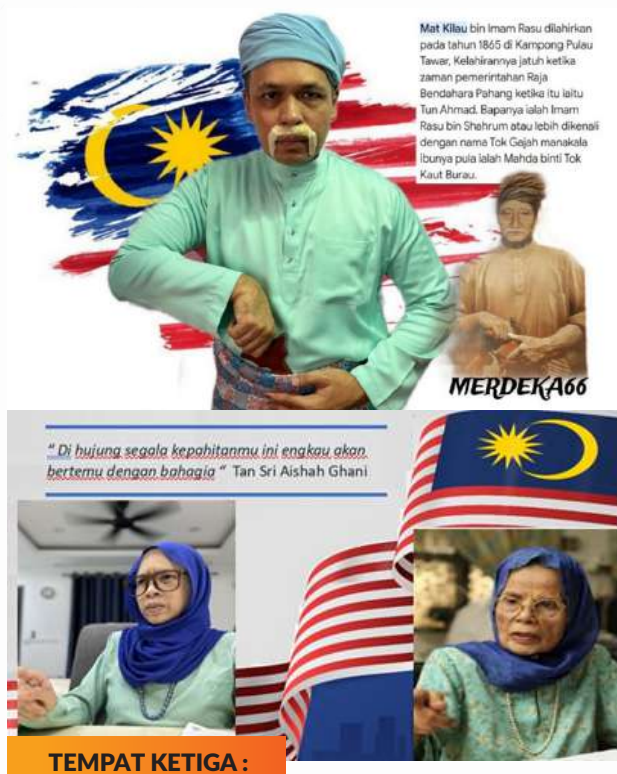 Mat Kilau bin Imam Rasu dilahirkan
pada tahun 1865 di Kampong Pulau
Tawar, Kelahirannya jatuh ketika
zaman pemerintahan Raja
Bendahara Pahang ketika itu iaitu
Tun Ahmad. Bapanya ialah Imam
Rasu bin Shahrum atau lebih dikenali
dengan nama Tok Gajah manakala
ibunya pula ialah Mahda binti Tok
Kaut Burau.
MERDEKA66
“ Di hujung segala kepahitanmu ini engkau akan
bertemu dengan bahagia “ Tan Sri Aishah Ghani
TEMPAT KETIGA :